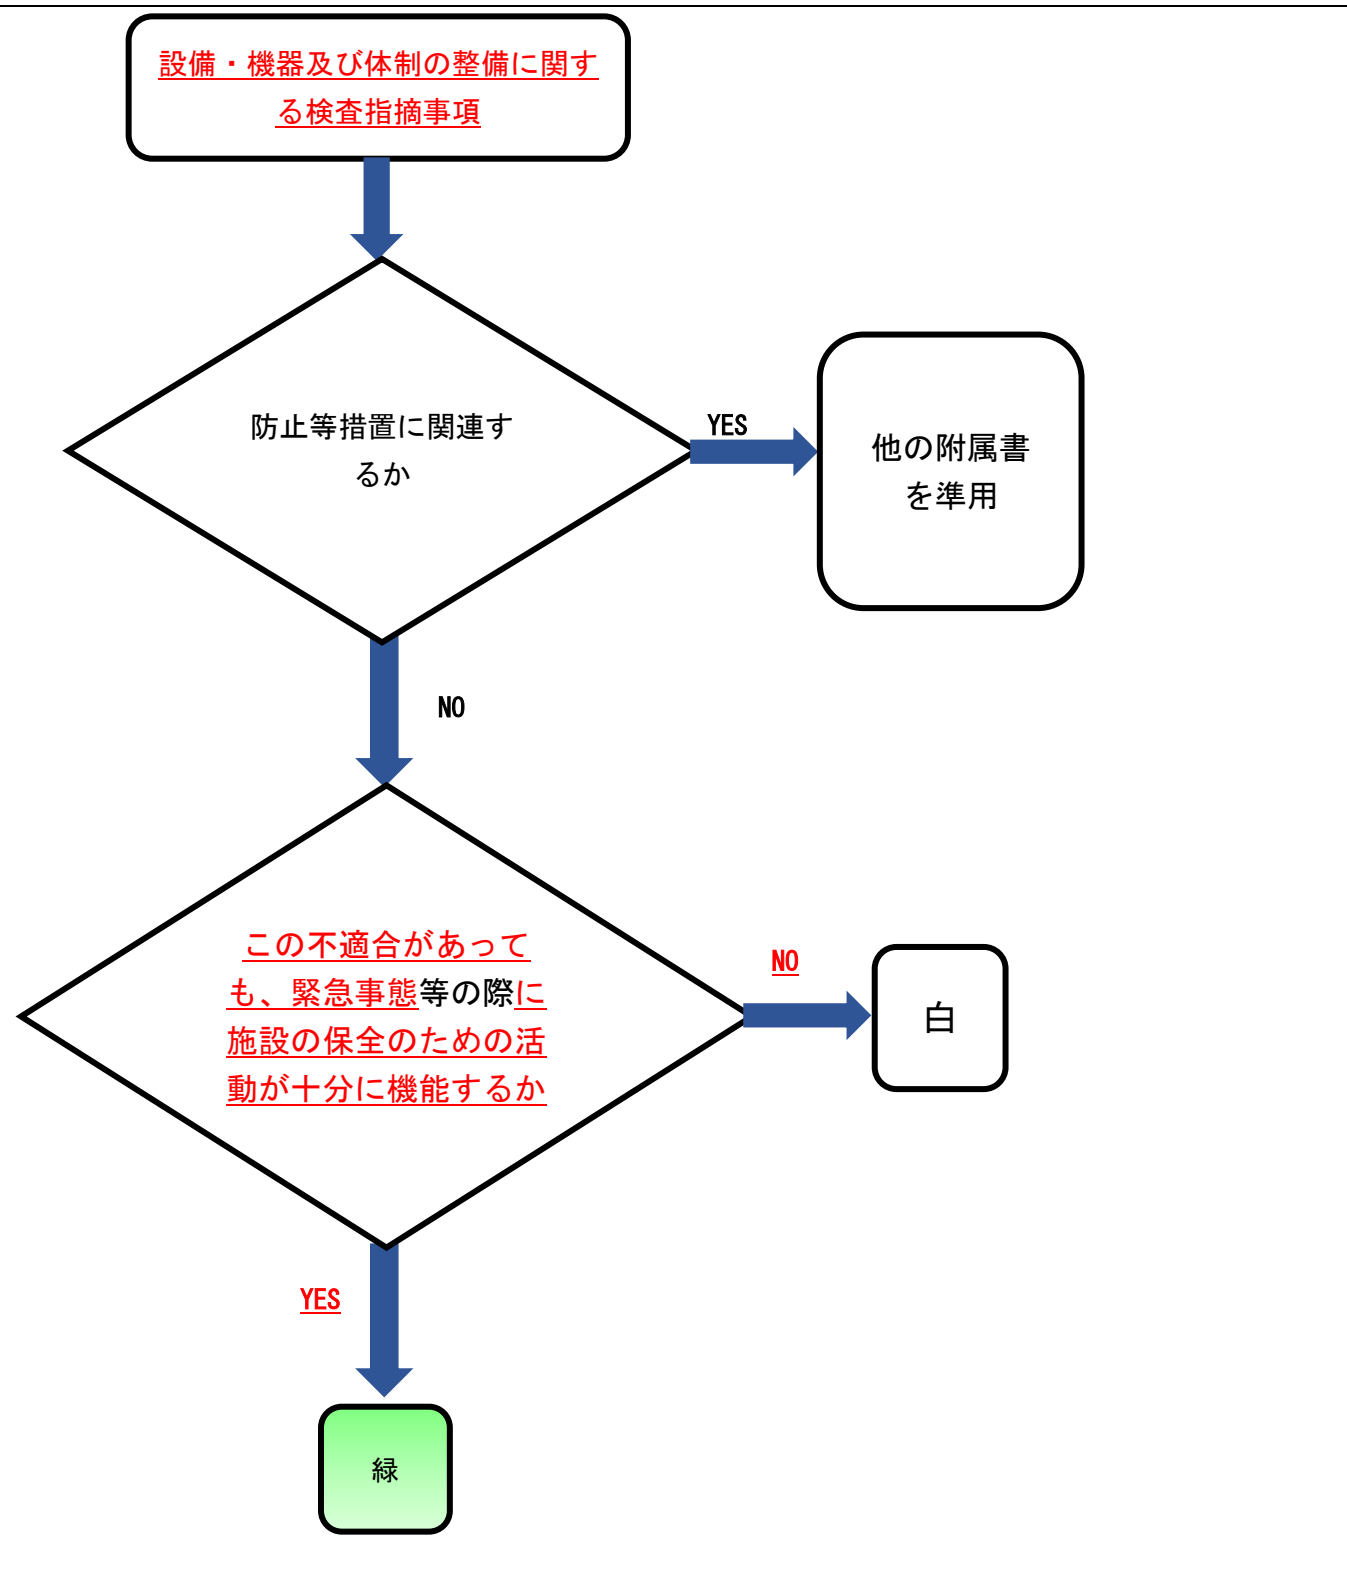 設備・機器及び体制の整備に関す
る検査指摘事項
防止等措置に関連す
るか
YES
他の附属書
を準用
NO
この不適合があって
も、緊急事態等の際に
施設の保全のための活
動が十分に機能するか
NO
白
YES
緑